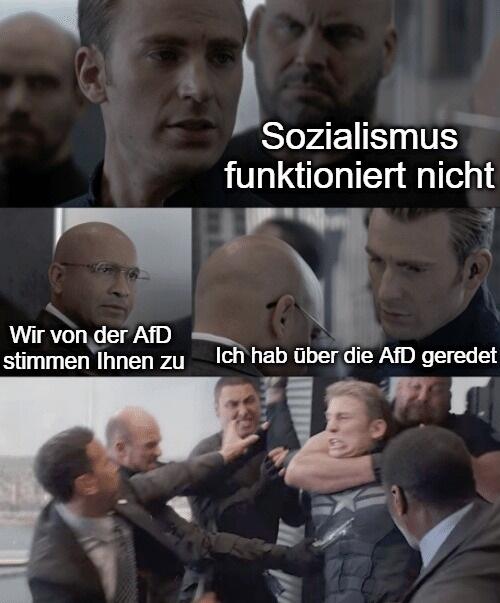 Sozialismus
funktioniert nicht
Wir von der AfD
stimmen Ihnen zu
Ich hab über die AfD geredet